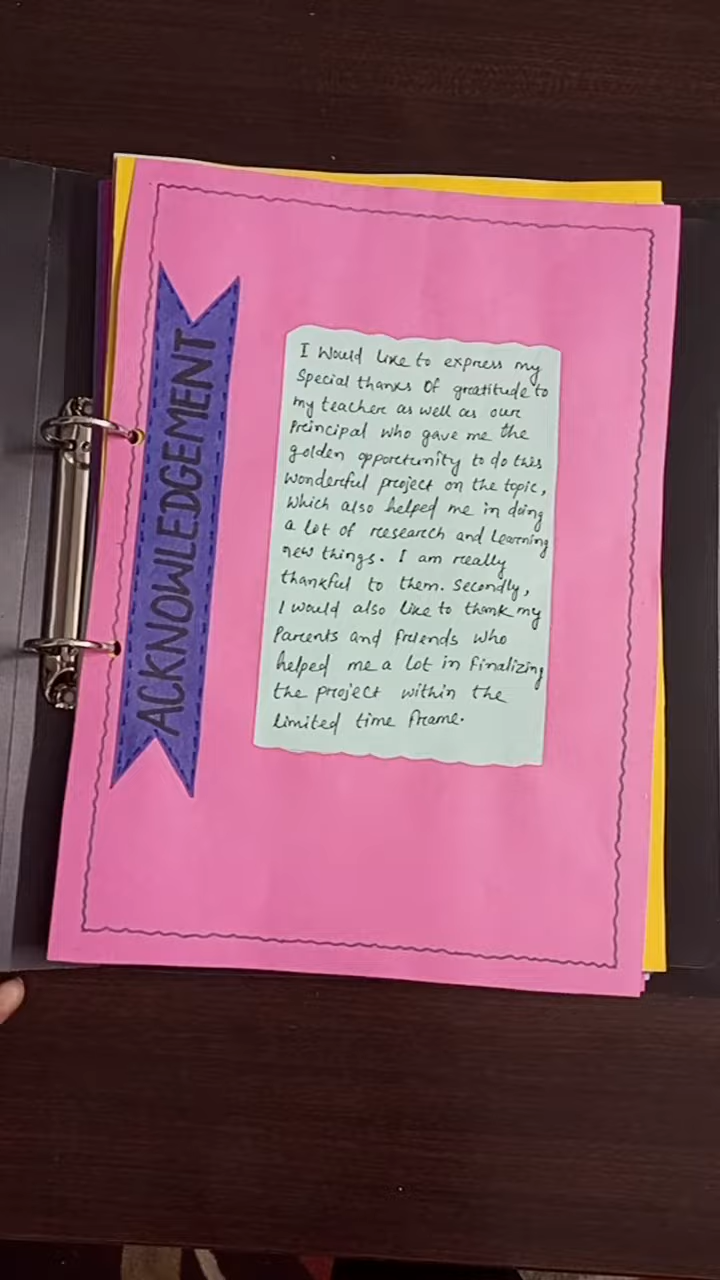 ACKNOWLEDGEMENT
I would like to express my
special thanks of gratitude to
my teacher as well as our
Principal who gave me the
golden opportunity to do this
wonderful project on the topic,
which also helped me in doing
a lot of research and learning
new things. I am really
thankful to them. Secondly,
I would also like to thank my
Parents and friends who
helped me a lot in finalizing
the project within the
limited time frame.